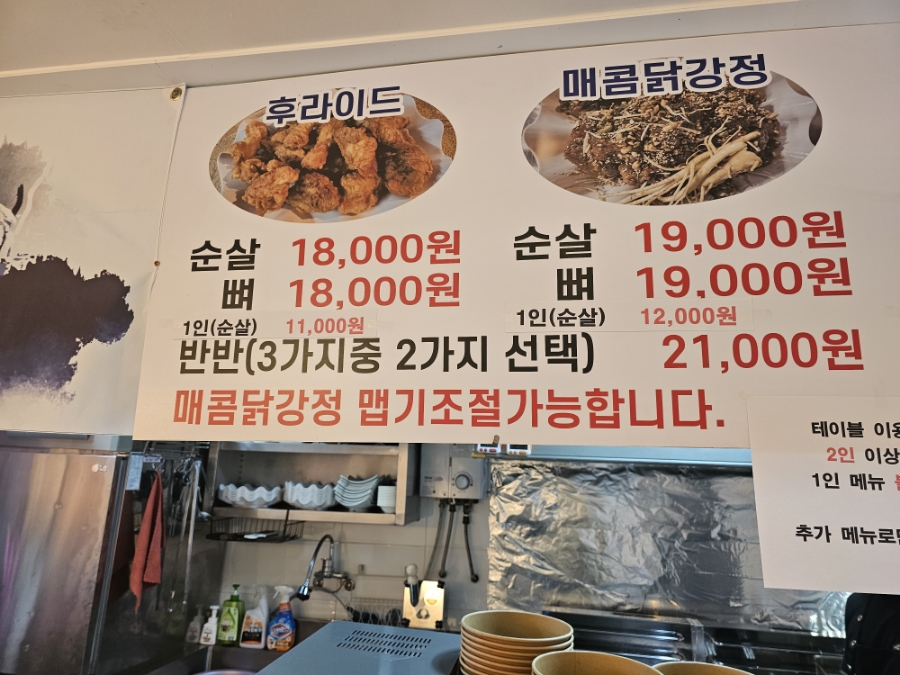 후라이드
매콤닭강정
순살 18,000원
뼈 18,000원
1인(순살) 11,000원
순살 19,000원
뼈 19,000원
1인(순살) 12,000원
반반(3가지중 2가지 선택) 21,000원
매콤닭강정 맵기조절가능합니다.
테이블
2인 이상
1인 메뉴
추가
LG